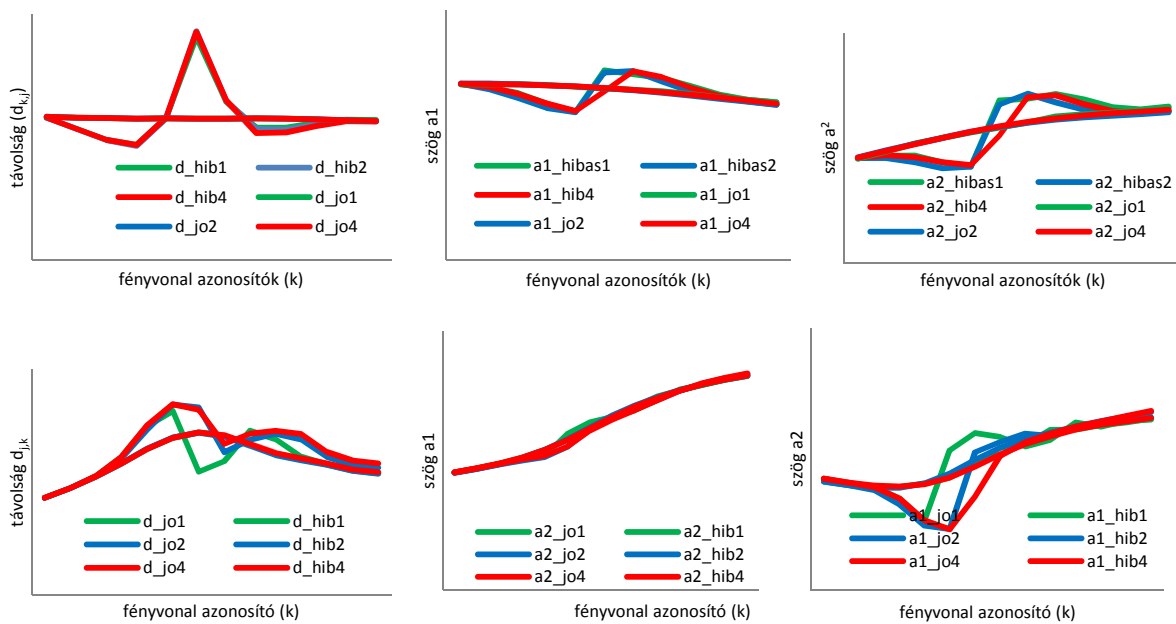 távolság (dk,j)
d_hib1 d_hib2
d_hib4 d_jo1
d_jo2 d_jo4
fényvonal azonosítók (k)
szög a1
a1_hibas1 a1_hibas2
a1_hib4 a1_jo1
a1_jo2 a1_jo4
fényvonal azonosítók (k)
szög a²
a2_hibas1 a2_hibas2
a2_hib4 a2_jo1
a2_jo2 a2_jo4
fényvonal azonosítók (k)
távolság dj,k
d_jo1 d_hib1
d_jo2 d_hib2
d_jo4 d_hib4
fényvonal azonosító (k)
szög a1
a2_jo1 a2_hib1
a2_jo2 a2_hib2
a2_jo4 a2_hib4
fényvonal azonosító (k)
szög a2
a1_jo1 a1_hib1
a1_jo2 a1_hib2
a1_jo4 a1_hib4
fényvonal azonosító (k)